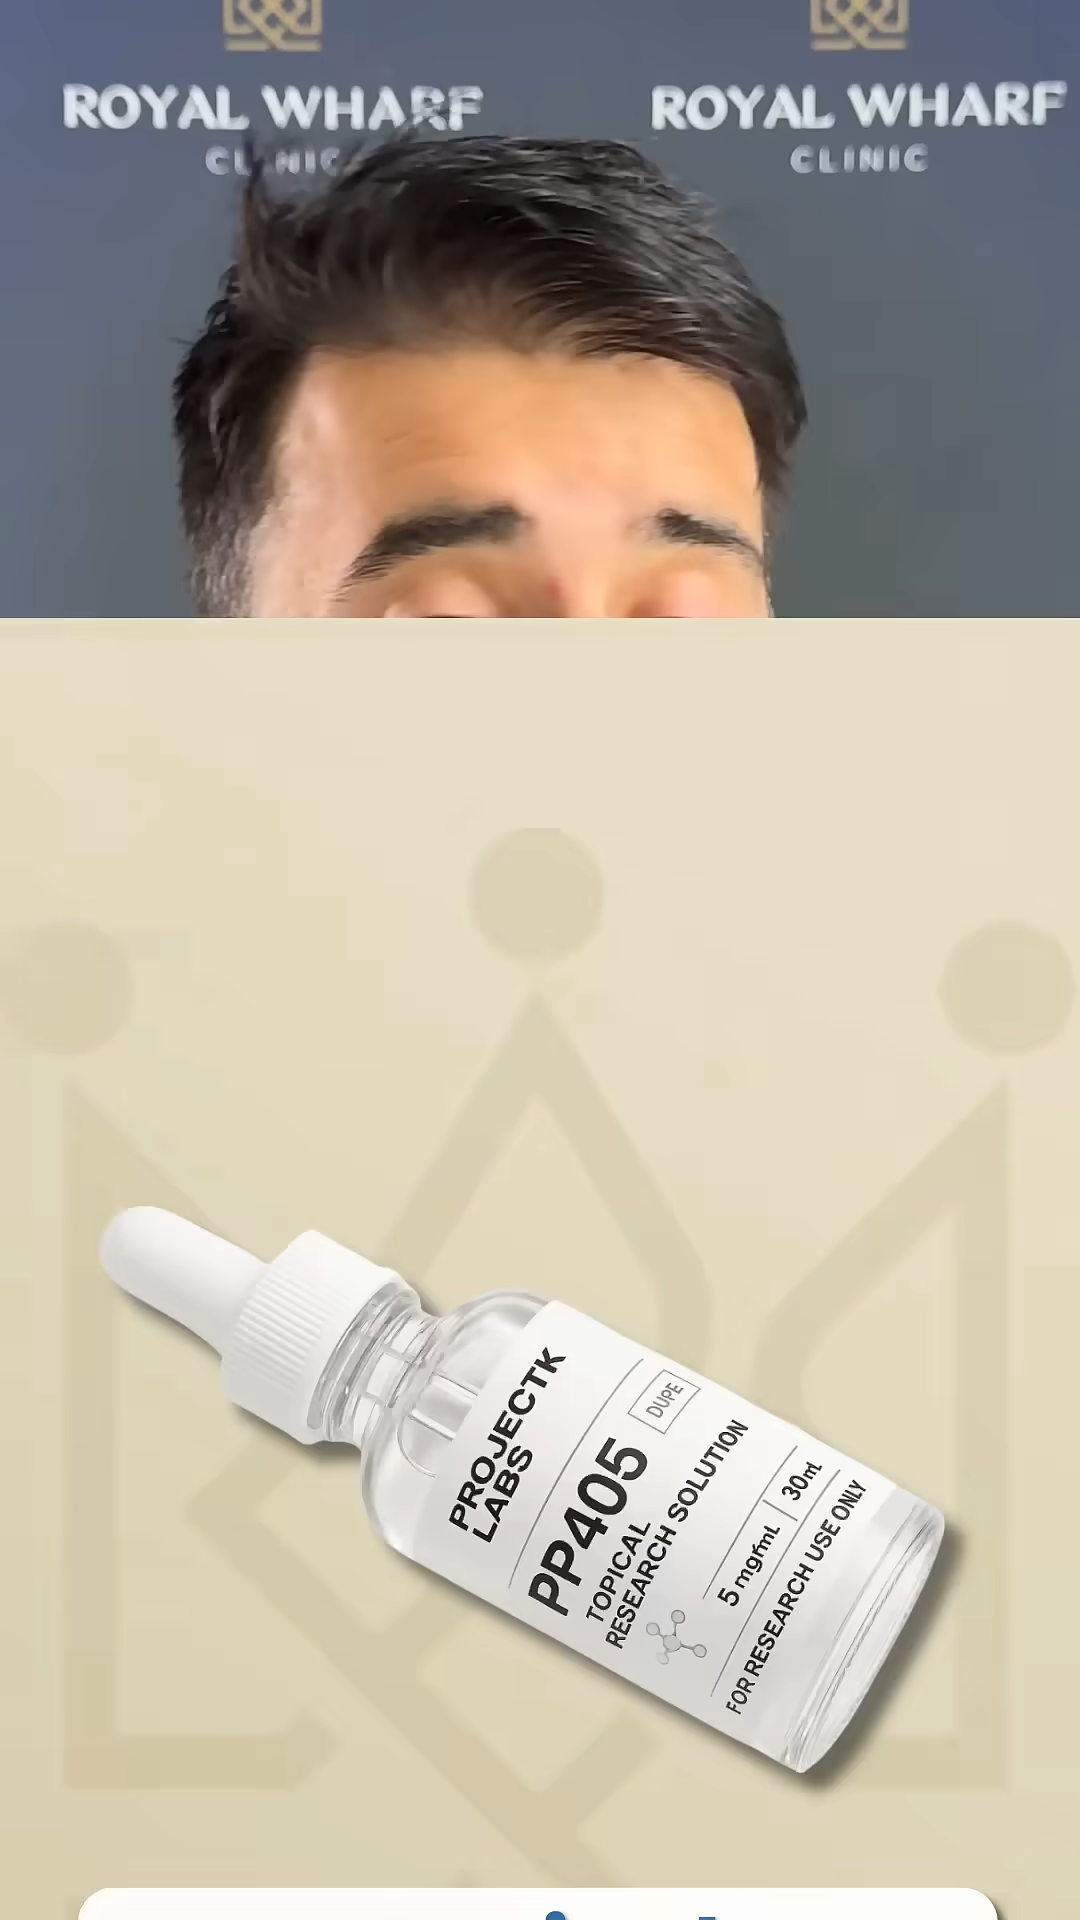 ROYAL WHARF
CLINIC
ROYAL WHARF
CLINIC
PROJECTK
LABS
DUPE
PP405
TOPICAL
RESEARCH SOLUTION
5 mg/mL | 30mL
FOR RESEARCH USE ONLY